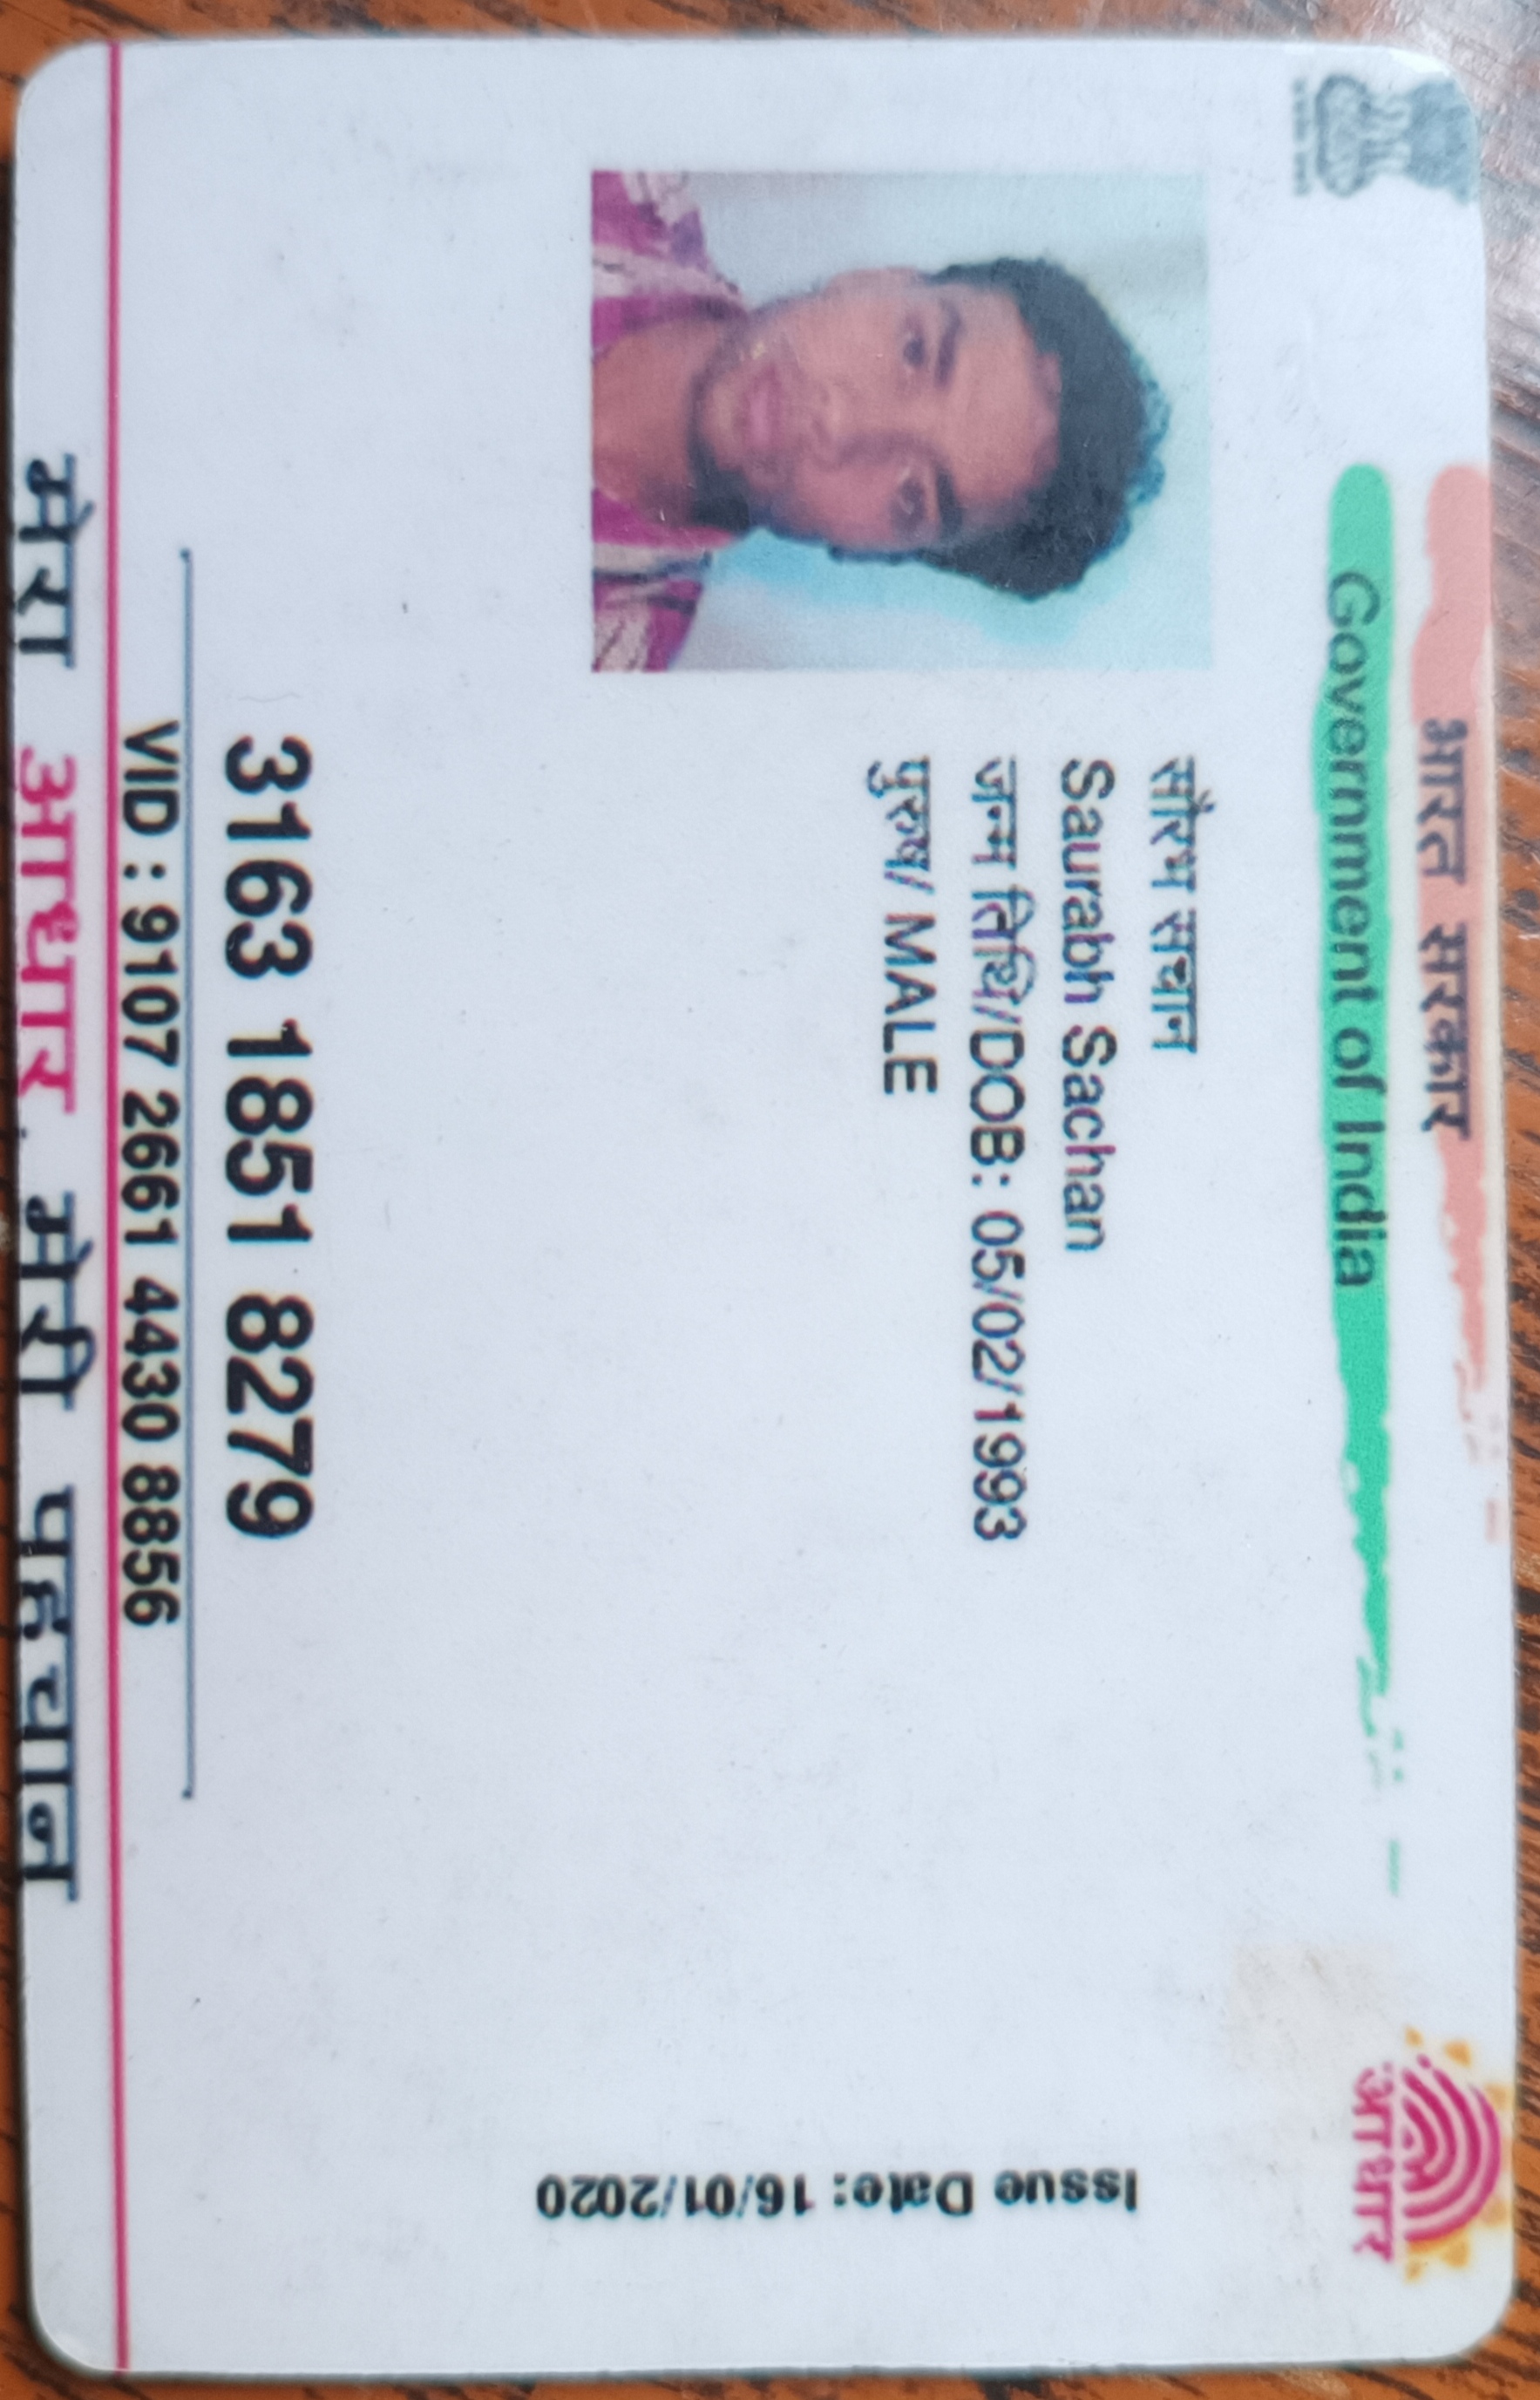 भारत सरकार
Government of India
आधार
सौरभ सचान
Saurabh Sachan
जन्म तिथि/DOB: 05/02/1993
पुरुष/ MALE
Issue Date: 16/01/2020
3163 1851 8279
VID : 9107 2661 4430 8856
मेरा आधार, मेरी पहचान